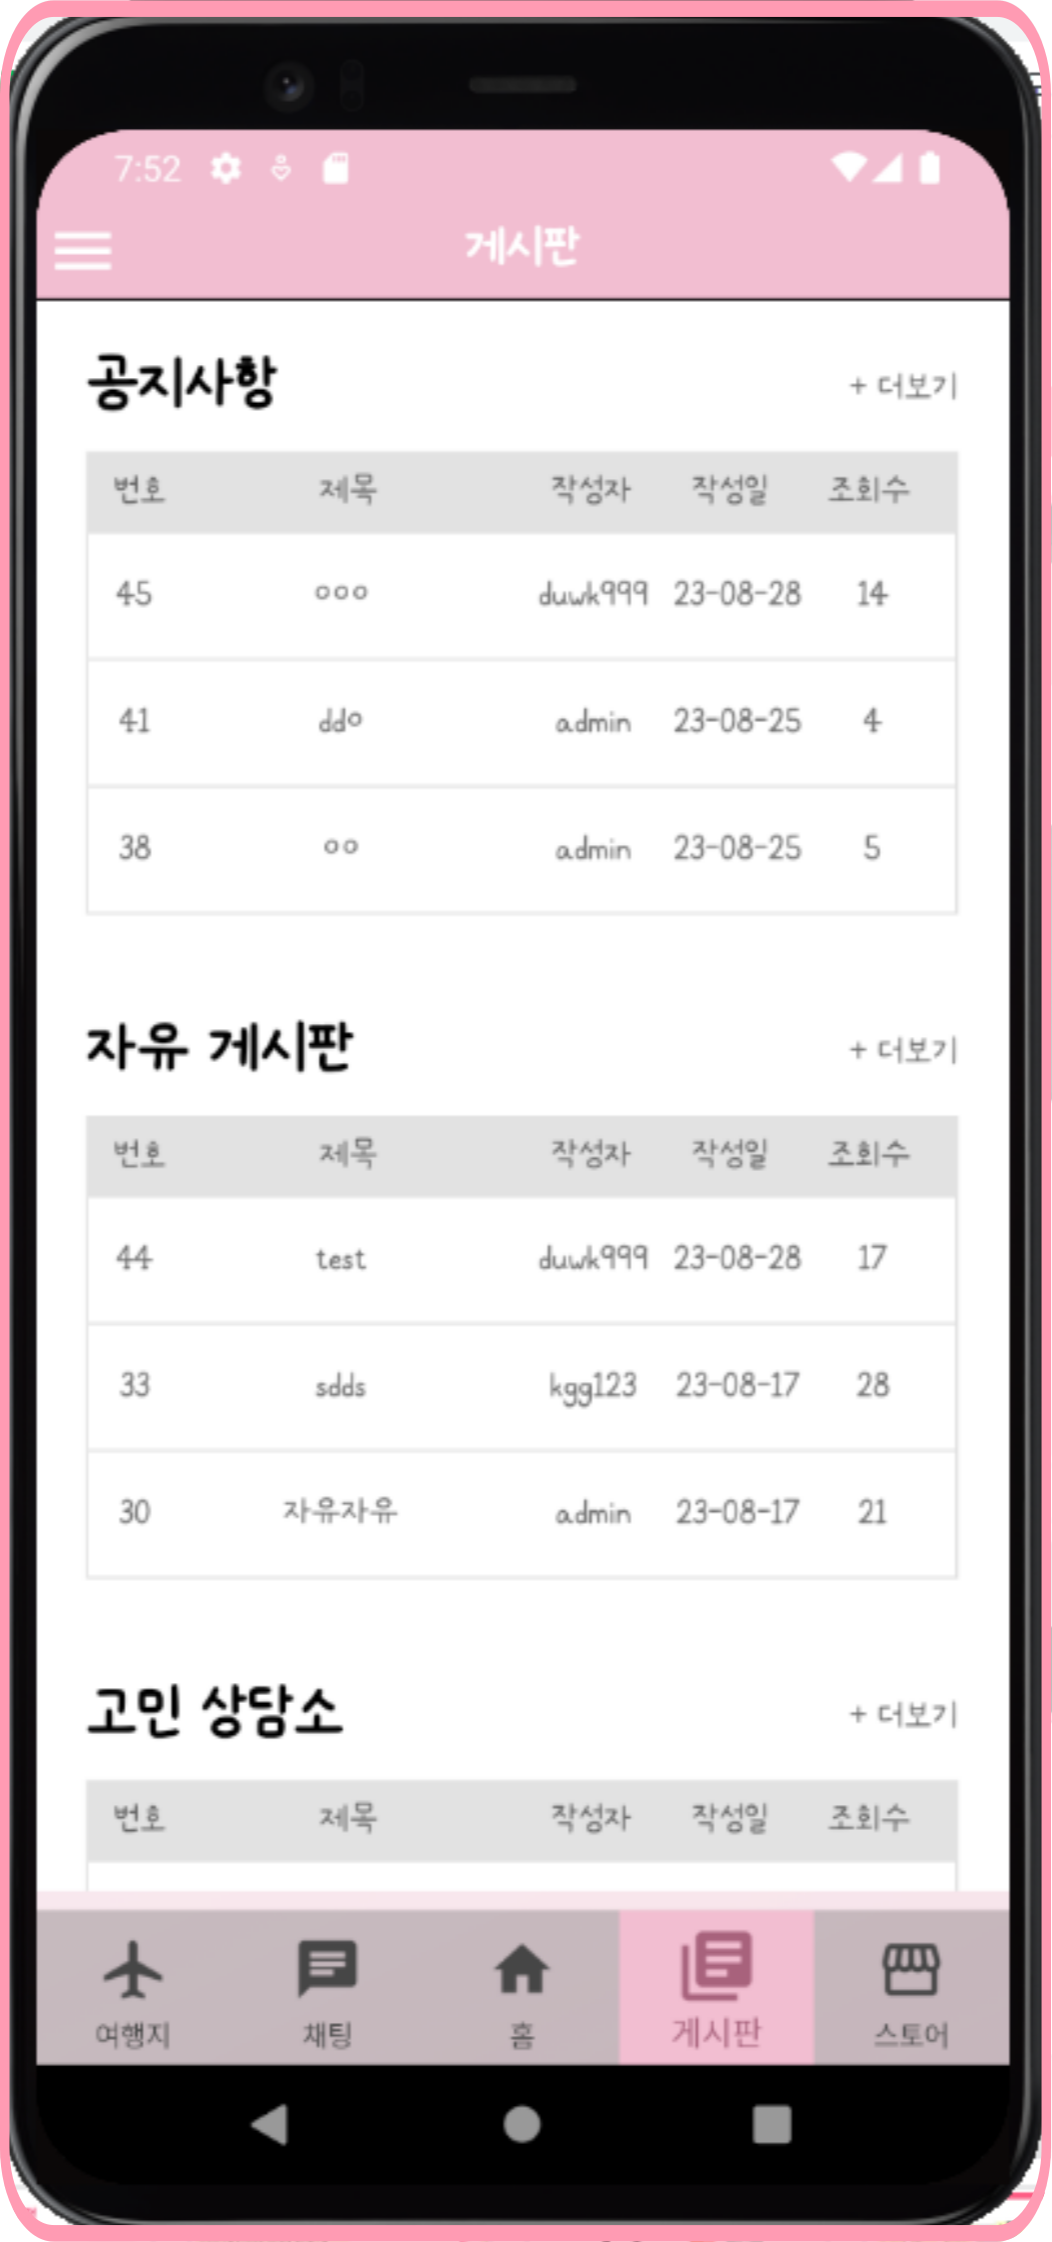 7:52
게시판
공지사항 + 더보기
번호 제목 작성자 작성일 조회수
45 ㅇㅇㅇ duwk999 23-08-28 14
41 ddㅇ admin 23-08-25 4
38 ㅇㅇ admin 23-08-25 5
자유 게시판 + 더보기
번호 제목 작성자 작성일 조회수
44 test duwk999 23-08-28 17
33 sdds kgg123 23-08-17 28
30 자유자유 admin 23-08-17 21
고민 상담소 + 더보기
번호 제목 작성자 작성일 조회수
여행지 채팅 홈 게시판 스토어